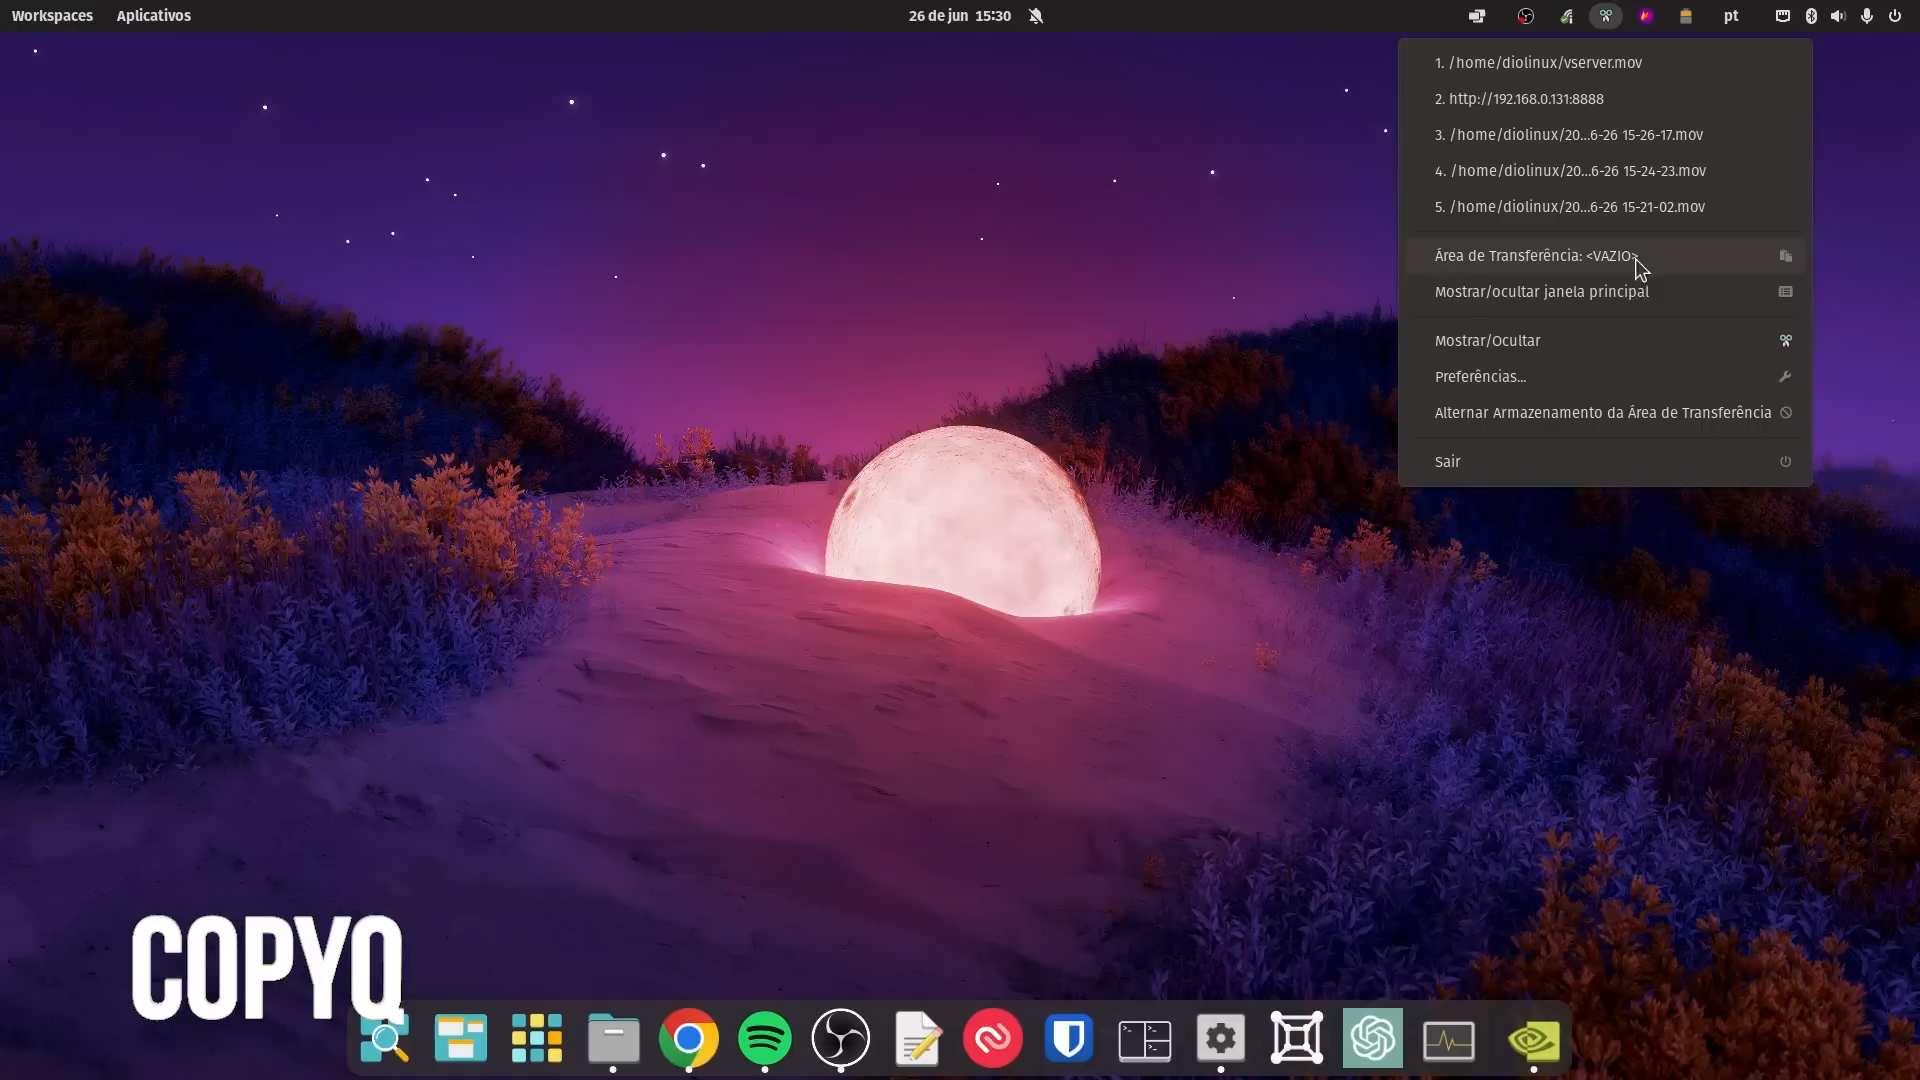 Workspaces Aplicativos 26 de jun 15:30 pt
1. /home/diolinux/vserver.mov
2. http://192.168.0.131:8888
3. /home/diolinux/20...6-26 15-26-17.mov
4. /home/diolinux/20...6-26 15-24-23.mov
5. /home/diolinux/20...6-26 15-21-02.mov
Área de Transferência: <VAZIO>
Mostrar/ocultar janela principal
Mostrar/Ocultar
Preferências...
Alternar Armazenamento da Área de Transferência
Sair
COPYQ